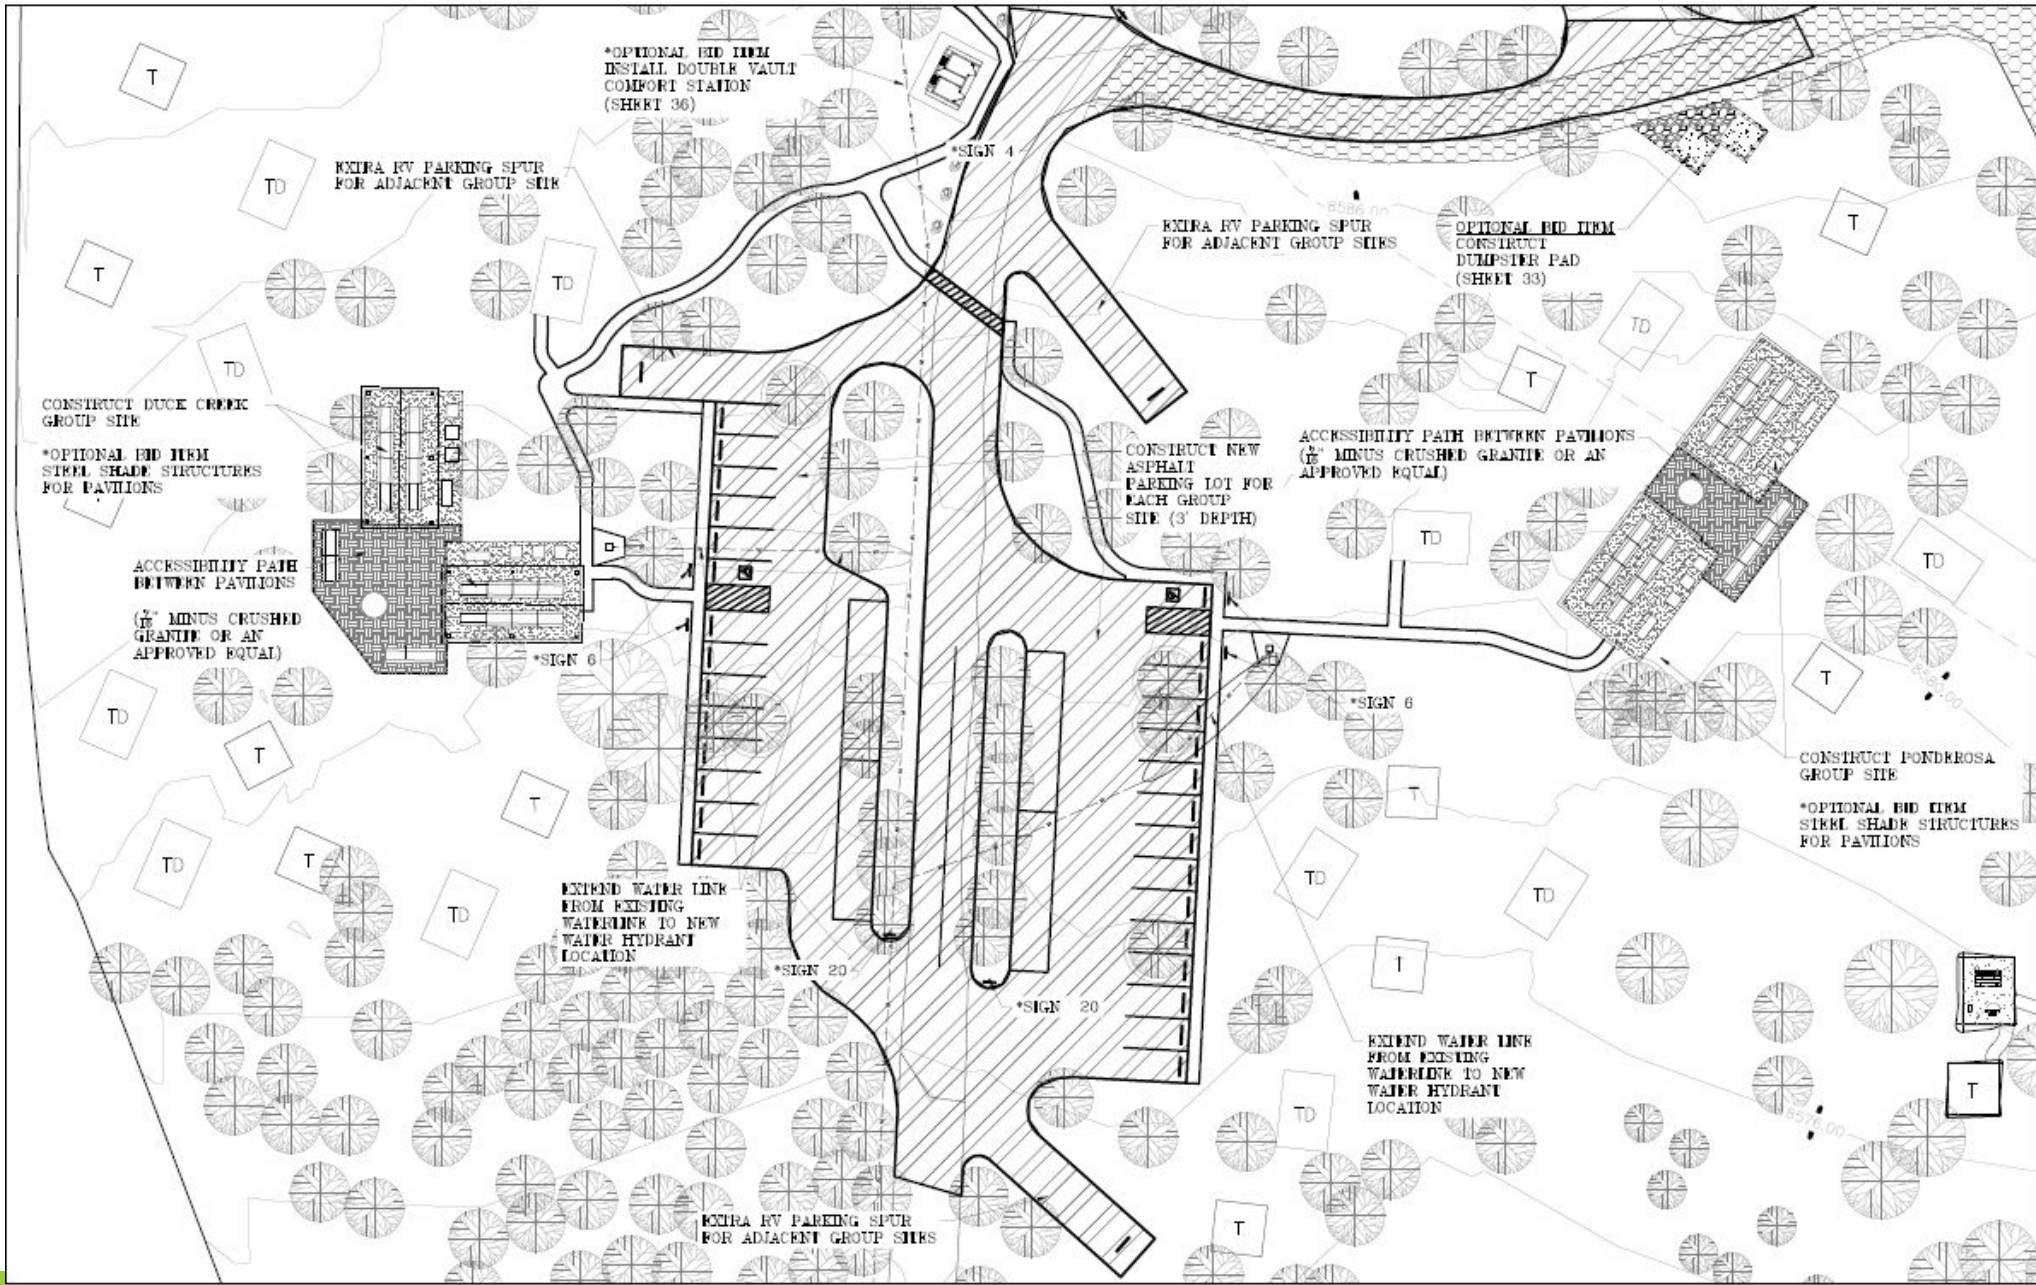 *OPTIONAL BID ITEM
INSTALL DOUBLE VAULT
COMFORT STATION
(SHEET 36)
T
*SIGN 4
EXTRA RV PARKING SPUR
FOR ADJACENT GROUP SITE
TD
8586.00
EXTRA RV PARKING SPUR
FOR ADJACENT GROUP SITES
OPTIONAL BID ITEM
CONSTRUCT
DUMPSTER PAD
(SHEET 33)
T
T
TD
TD
TD
T
CONSTRUCT DUCK CREEK
GROUP SITE
*OPTIONAL BID ITEM
STEEL SHADE STRUCTURES
FOR PAVILIONS
T
CONSTRUCT NEW
ASPHALT
PARKING LOT FOR
EACH GROUP
SITE (3" DEPTH)
ACCESSIBILITY PATH BETWEEN PAVILIONS
MINUS CRUSHED GRANITE OR AN
APPROVED EQUAL)
TD
TD
ACCESSIBILITY PATH
BETWEEN PAVILIONS
MINUS CRUSHED
GRANITE OR AN
APPROVED EQUAL)
*SIGN 6
*SIGN 6
T
TD
T
T
CONSTRUCT PONDEROSA
GROUP SITE
*OPTIONAL BID ITEM
STEEL SHADE STRUCTURES
FOR PAVILIONS
T
TD
T
TD
TD
TD
EXTEND WATER LINE
FROM EXISTING
WATERLINE TO NEW
WATER HYDRANT
LOCATION
*SIGN 20
*SIGN 20
T
EXTEND WATER LINE
FROM EXISTING
WATERLINE TO NEW
WATER HYDRANT
LOCATION
TD
T
8576.00
EXTRA RV PARKING SPUR
FOR ADJACENT GROUP SITES
T